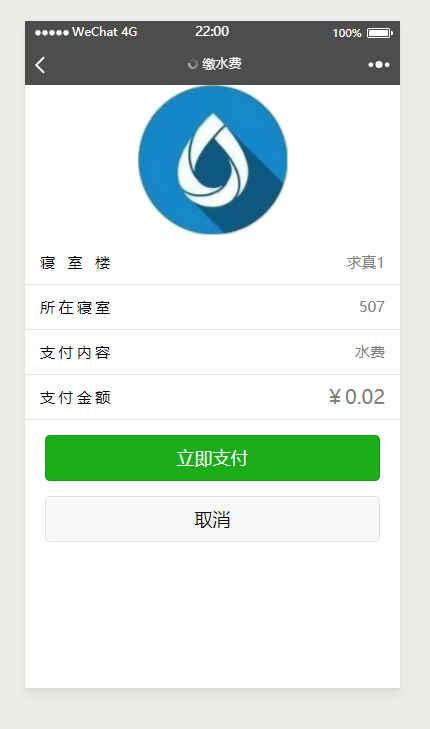 WeChat 4G 22:00 100%
缴水费
寝 室 楼 求真1
所在寝室 507
支付内容 水费
支付金额 ¥0.02
立即支付
取消